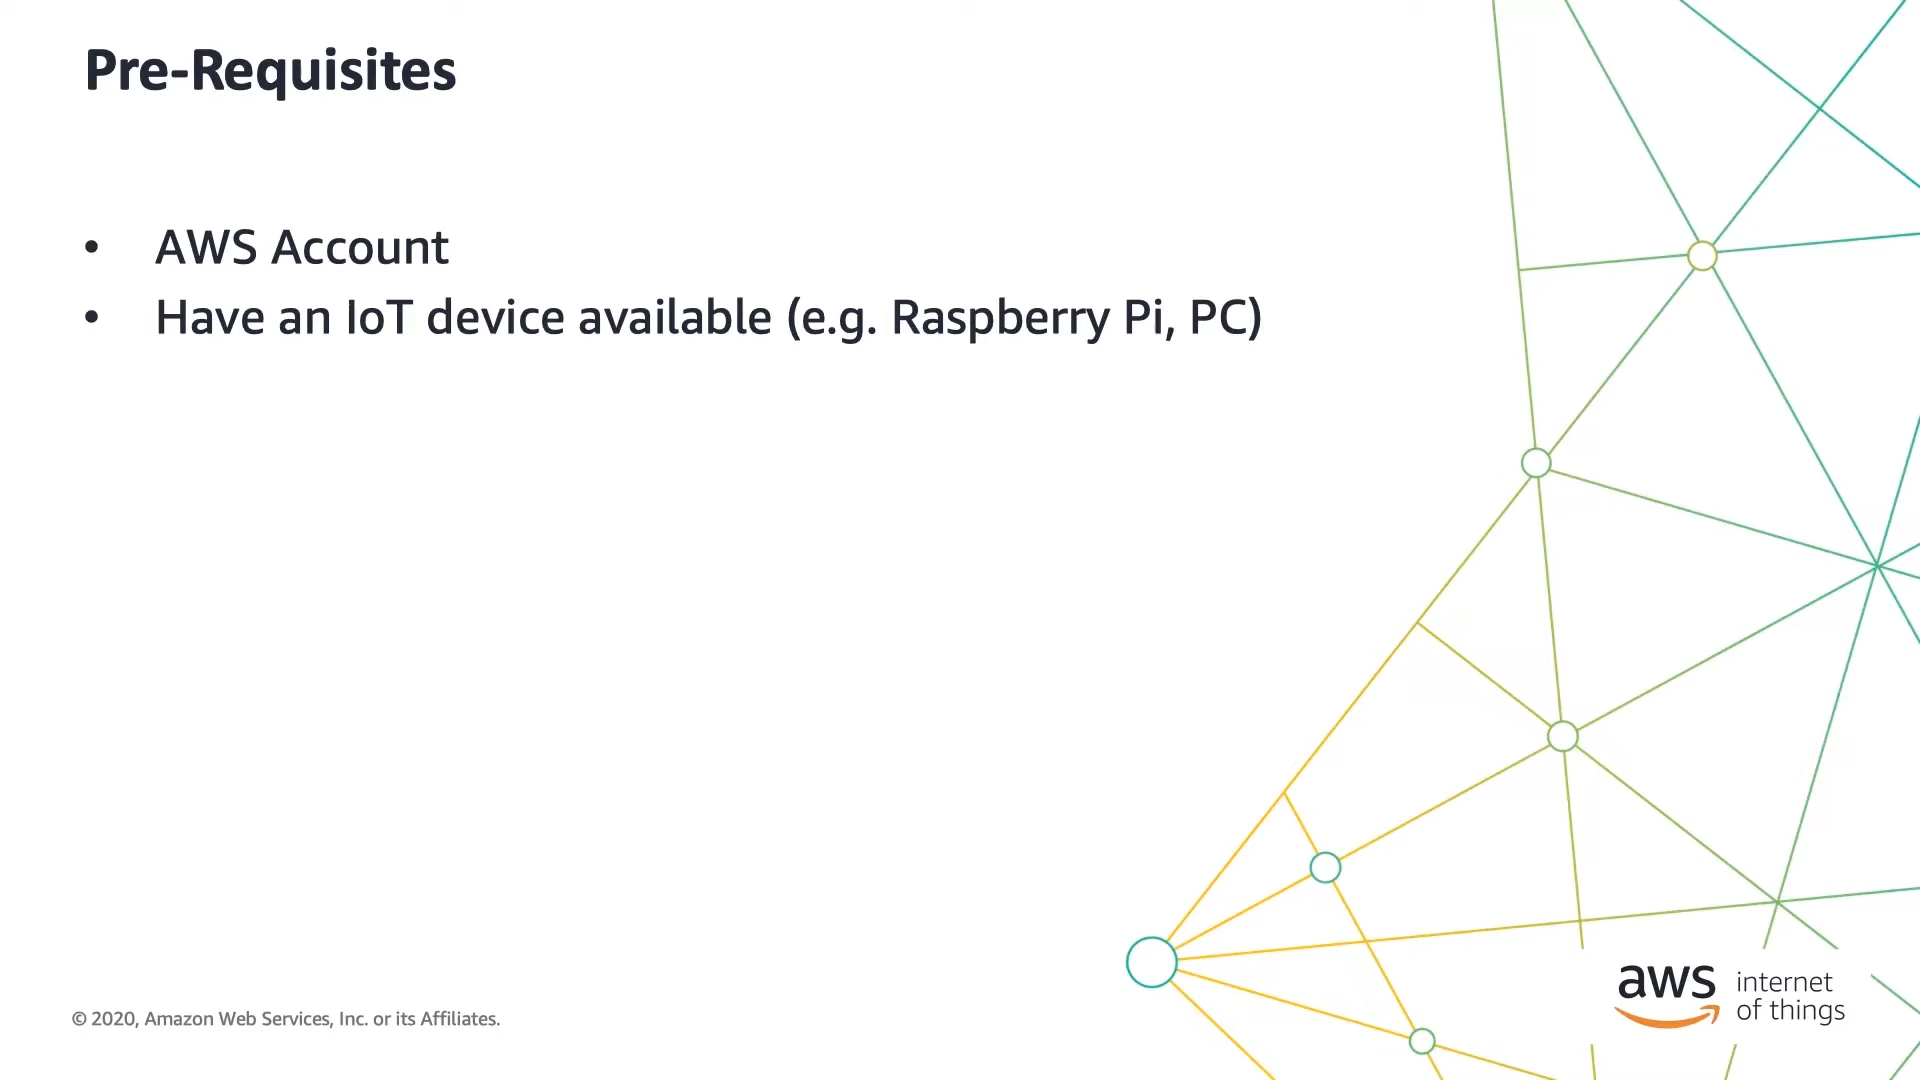 Pre-Requisites
• AWS Account
• Have an IoT device available (e.g. Raspberry Pi, PC)
© 2020, Amazon Web Services, Inc. or its Affiliates.
aws internet
of things